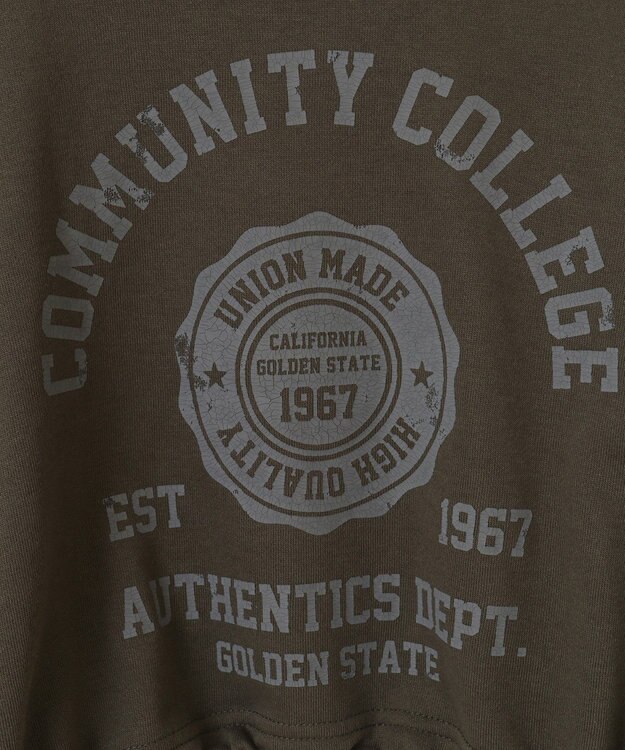 COMMUNITY COLLEGE
UNION MADE
CALIFORNIA
GOLDEN STATE
1967
HIGH QUALITY
EST 1967
AUTHENTICS DEPT.
GOLDEN STATE